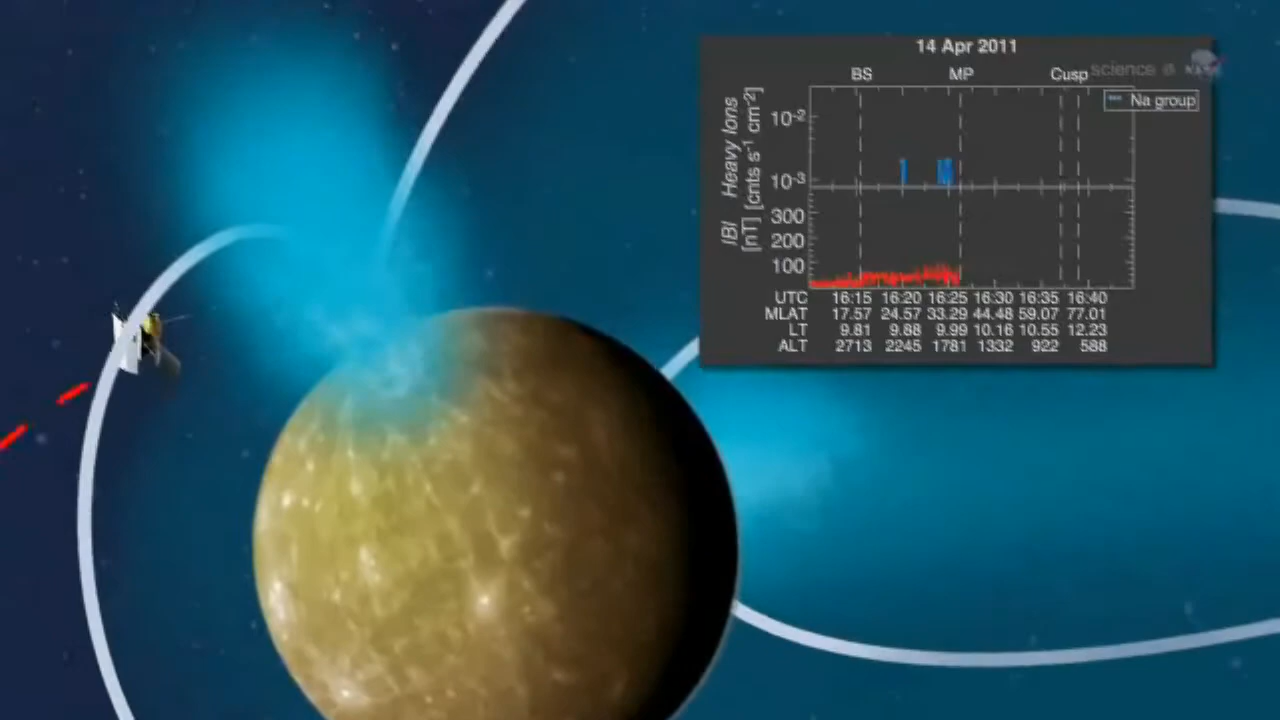 14 Apr 2011
BS MP Cusp science @ NASA
Na group
Heavy Ions
[cnts s-1 cm-2]
10-2
10-3
|B|
[nT]
300
200
100
UTC 16:15 16:20 16:25 16:30 16:35 16:40
MLAT 17.57 24.57 33.29 44.48 59.07 77.01
LT 9.81 9.88 9.99 10.16 10.55 12.23
ALT 2713 2245 1781 1332 922 588